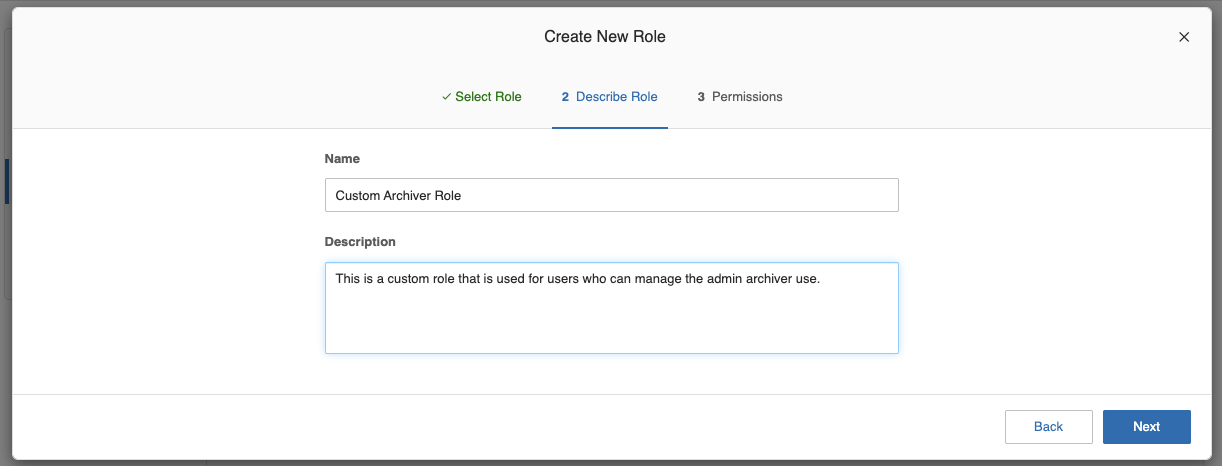 Create New Role
Select Role
2 Describe Role
3 Permissions
Name
Custom Archiver Role
Description
This is a custom role that is used for users who can manage the admin archiver use.
Back
Next